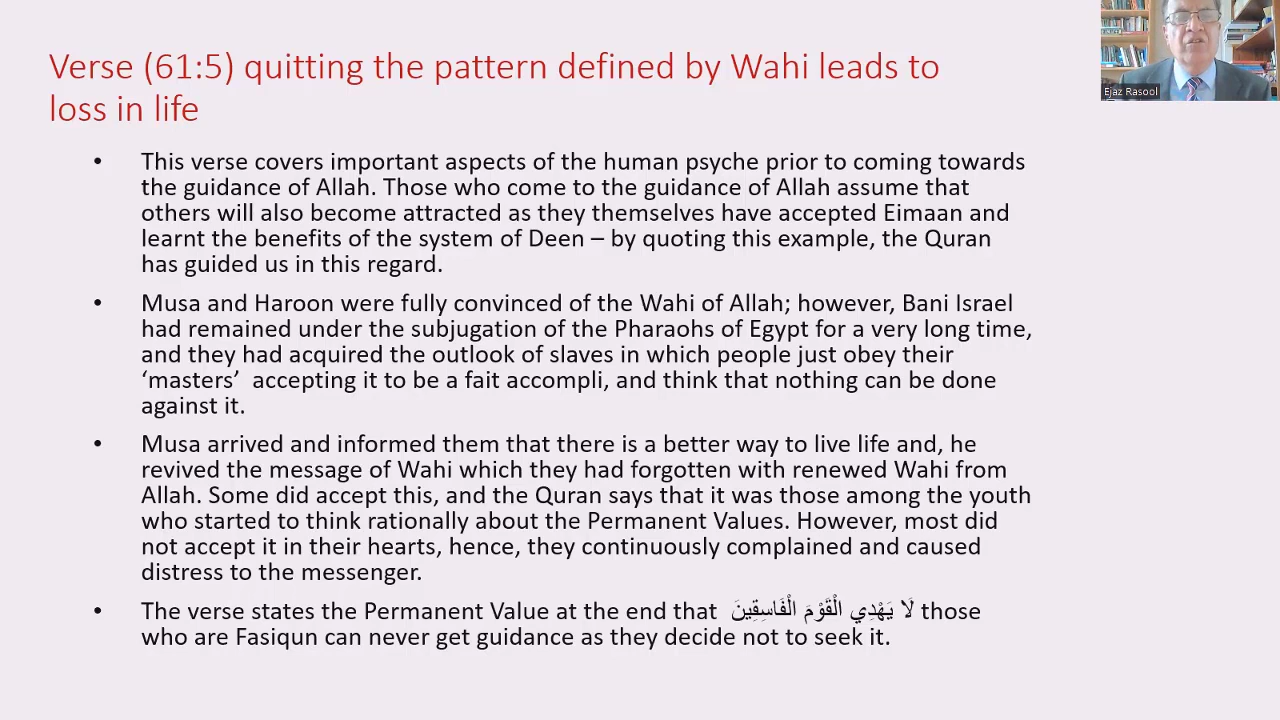 Verse (61:5) quitting the pattern defined by Wahi leads to
loss in life
Ejaz Rasool
• This verse covers important aspects of the human psyche prior to coming towards
the guidance of Allah. Those who come to the guidance of Allah assume that
others will also become attracted as they themselves have accepted Eimaan and
learnt the benefits of the system of Deen – by quoting this example, the Quran
has guided us in this regard.
• Musa and Haroon were fully convinced of the Wahi of Allah; however, Bani Israel
had remained under the subjugation of the Pharaohs of Egypt for a very long time,
and they had acquired the outlook of slaves in which people just obey their
‘masters’ accepting it to be a fait accompli, and think that nothing can be done
against it.
• Musa arrived and informed them that there is a better way to live life and, he
revived the message of Wahi which they had forgotten with renewed Wahi from
Allah. Some did accept this, and the Quran says that it was those among the youth
who started to think rationally about the Permanent Values. However, most did
not accept it in their hearts, hence, they continuously complained and caused
distress to the messenger.
• The verse states the Permanent Value at the end that لَا يَهْدِي الْقَوْمَ الْفَاسِقِينَ those
who are Fasiqun can never get guidance as they decide not to seek it.